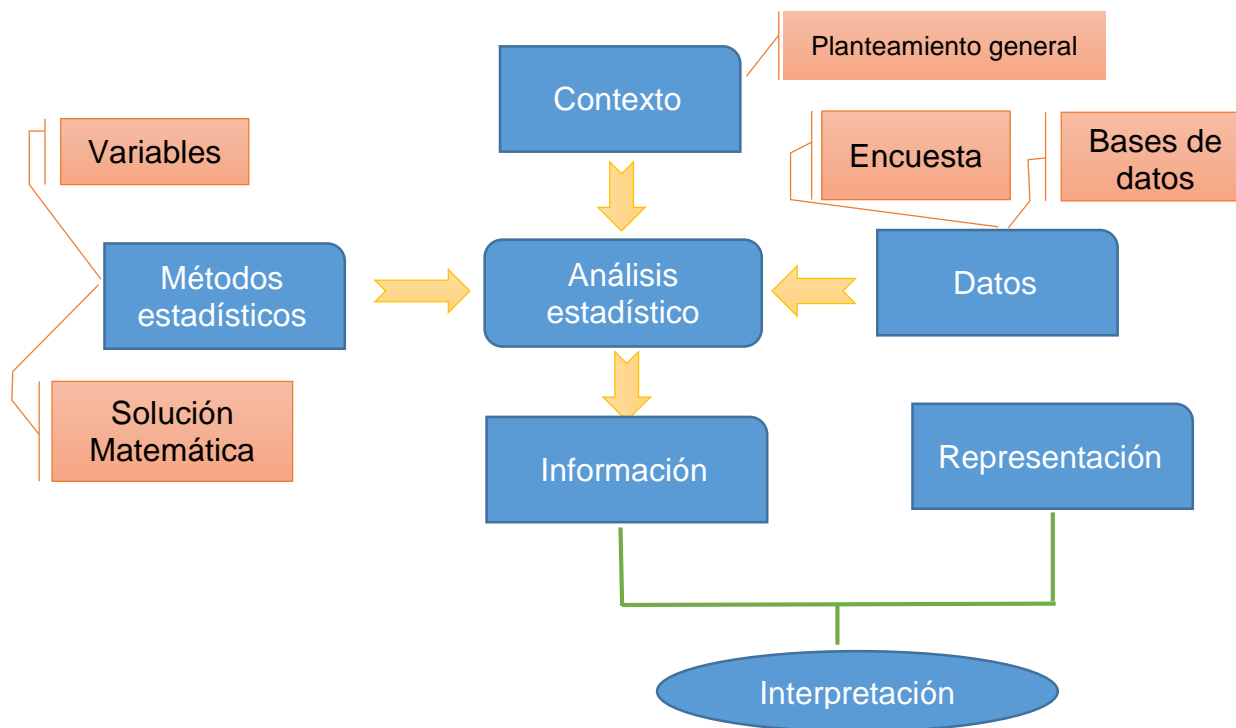 Planteamiento general
Contexto
Variables
Encuesta
Bases de
datos
Métodos
estadísticos
Análisis
estadístico
Datos
Solución
Matemática
Información
Representación
Interpretación